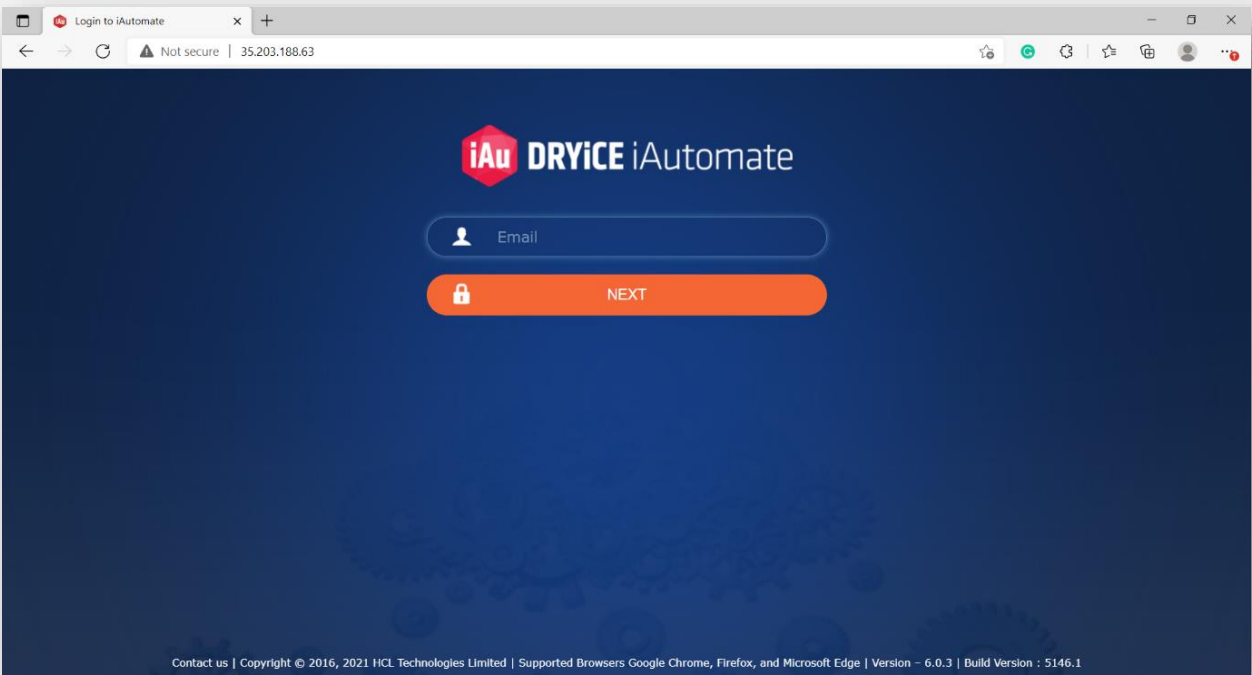 Login to iAutomate
Not secure | 35.203.188.63
iAu DRYiCE iAutomate
Email
NEXT
Contact us | Copyright © 2016, 2021 HCL Technologies Limited | Supported Browsers Google Chrome, Firefox, and Microsoft Edge | Version – 6.0.3 | Build Version : 5146.1